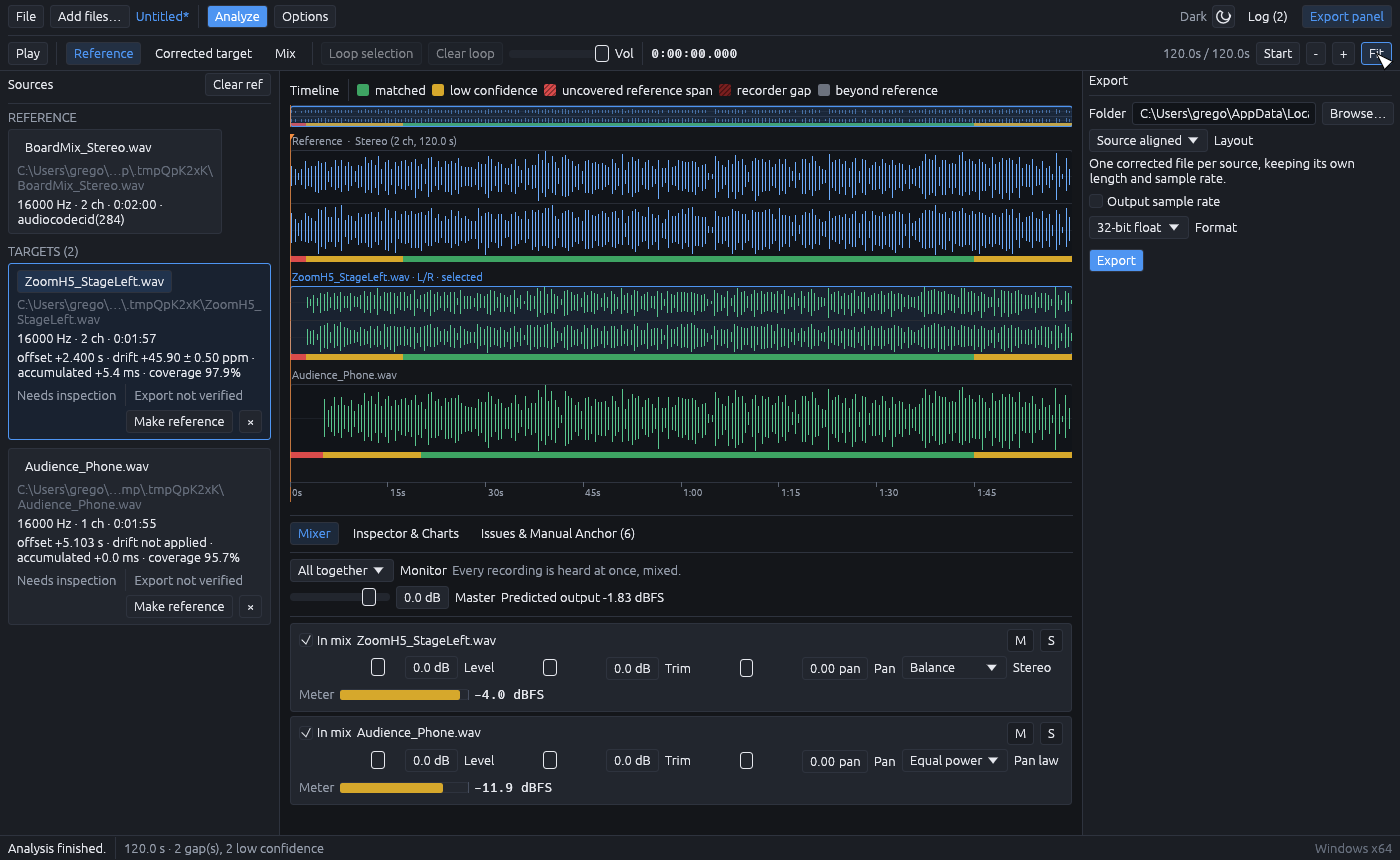 File Add files... Untitled* Analyze Options Dark Log (2) Export panel
Play Reference Corrected target Mix Loop selection Clear loop Vol 0:00:00.000 120.0s / 120.0s Start - + Fit
Sources Clear ref
REFERENCE
BoardMix_Stereo.wav
C:\Users\grego\...p\.tmpQpK2xK\
BoardMix_Stereo.wav
16000 Hz · 2 ch · 0:02:00 ·
audiocodecid(284)
TARGETS (2)
ZoomH5_StageLeft.wav
C:\Users\grego\...\.tmpQpK2xK\ZoomH5_
StageLeft.wav
16000 Hz · 2 ch · 0:01:57
offset +2.400 s · drift +45.90 ± 0.50 ppm ·
accumulated +5.4 ms · coverage 97.9%
Needs inspection Export not verified
Make reference ×
Audience_Phone.wav
C:\Users\grego\...mp\.tmpQpK2xK\
Audience_Phone.wav
16000 Hz · 1 ch · 0:01:55
offset +5.103 s · drift not applied ·
accumulated +0.0 ms · coverage 95.7%
Needs inspection Export not verified
Make reference ×
Timeline matched low confidence uncovered reference span recorder gap beyond reference
Reference · Stereo (2 ch, 120.0 s)
ZoomH5_StageLeft.wav · L/R · selected
Audience_Phone.wav
0s 15s 30s 45s 1:00 1:15 1:30 1:45
Mixer Inspector & Charts Issues & Manual Anchor (6)
All together Monitor Every recording is heard at once, mixed.
0.0 dB Master Predicted output -1.83 dBFS
In mix ZoomH5_StageLeft.wav M S
0.0 dB Level 0.0 dB Trim 0.00 pan Pan Balance Stereo
Meter -4.0 dBFS
In mix Audience_Phone.wav M S
0.0 dB Level 0.0 dB Trim 0.00 pan Pan Equal power Pan law
Meter -11.9 dBFS
Export
Folder C:\Users\grego\AppData\Loca Browse...
Source aligned Layout
One corrected file per source, keeping its own
length and sample rate.
Output sample rate
32-bit float Format
Export
Analysis finished. 120.0 s · 2 gap(s), 2 low confidence Windows x64